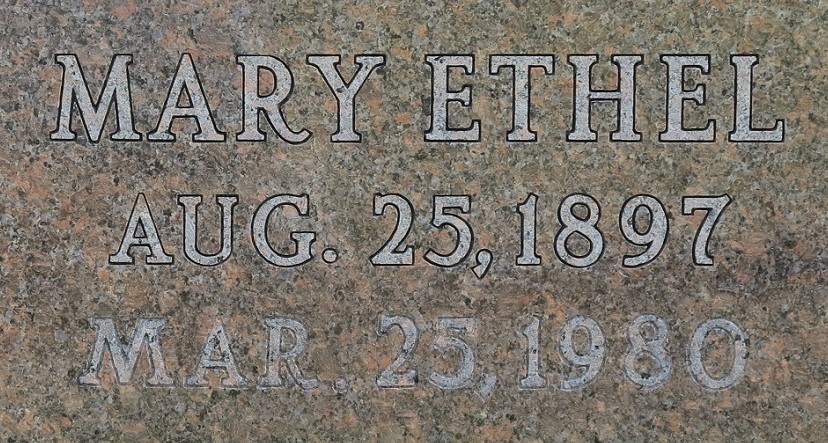 MARY ETHEL
AUG. 25, 1897
MAR. 25, 1980